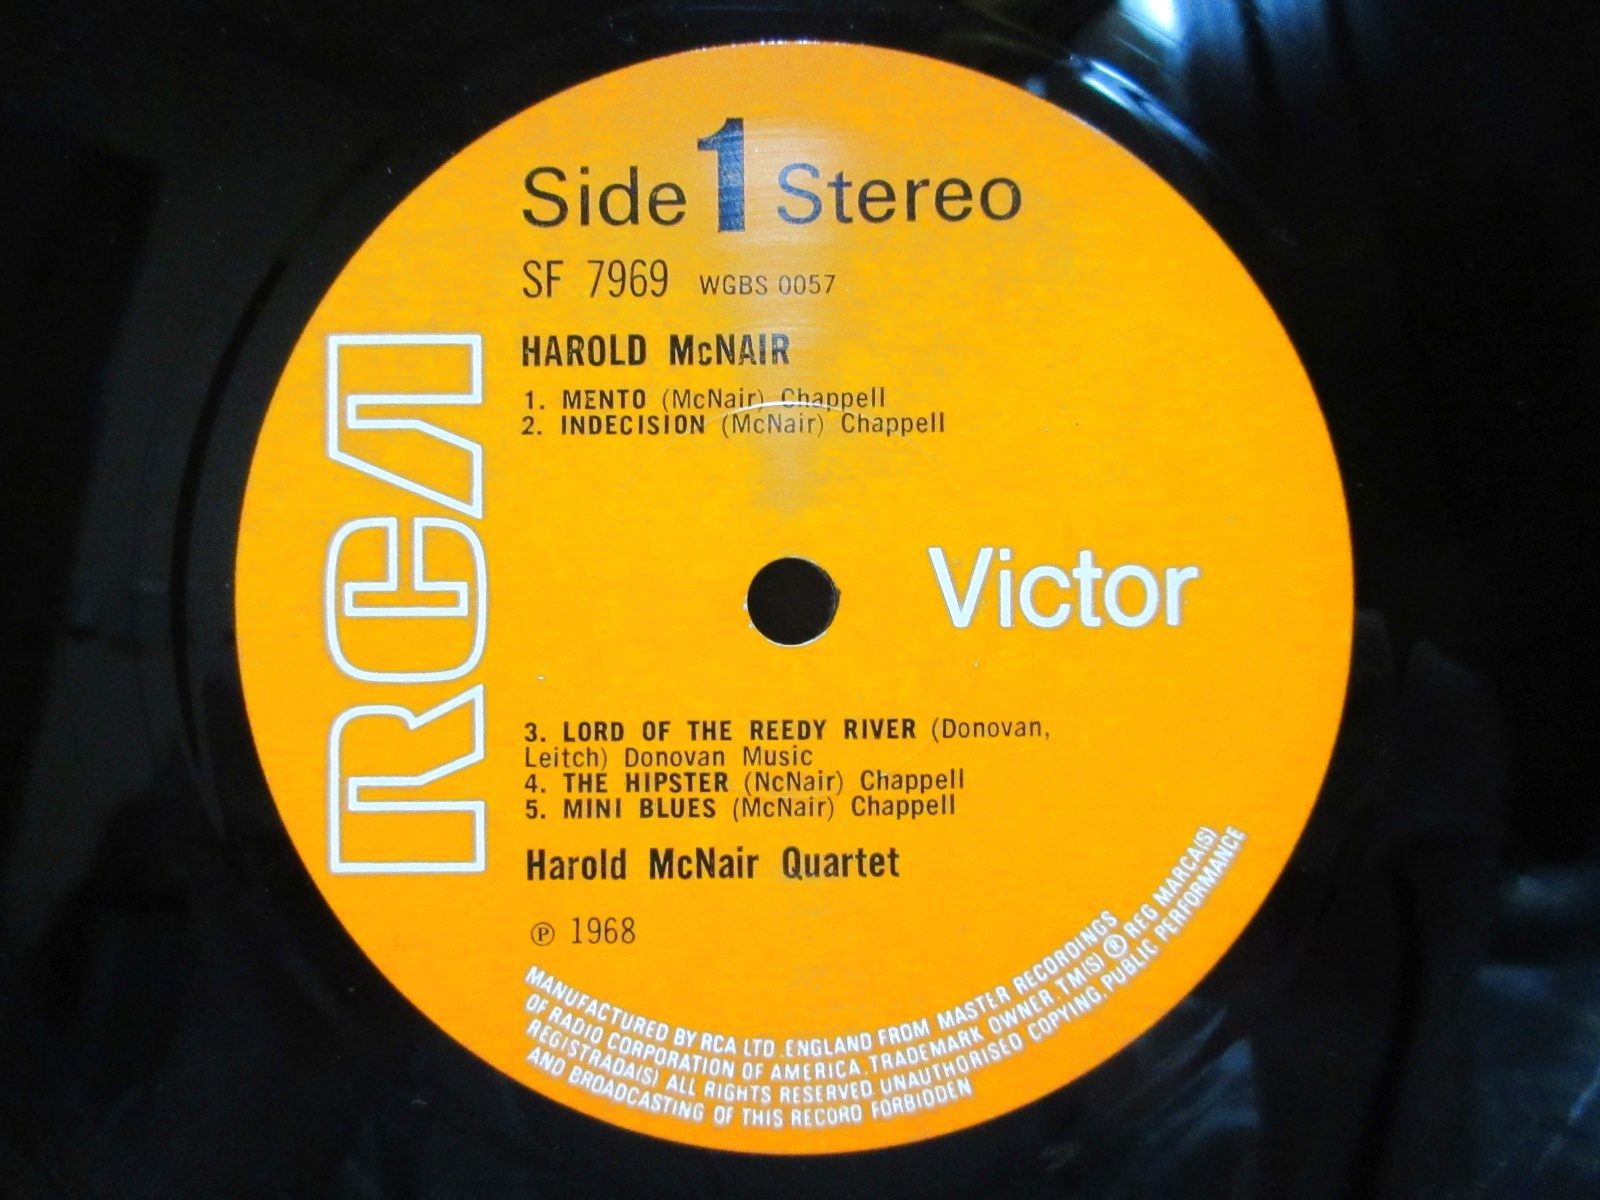 Side 1 Stereo
SF 7969 WGBS 0057
HAROLD McNAIR
1. MENTO (McNair) Chappell
2. INDECISION (McNair) Chappell
RCA
Victor
3. LORD OF THE REEDY RIVER (Donovan,
Leitch) Donovan Music
4. THE HIPSTER (NcNair) Chappell
5. MINI BLUES (McNair) Chappell
Harold McNair Quartet
℗ 1968
MANUFACTURED BY RCA LTD. ENGLAND FROM MASTER RECORDINGS
OF RADIO CORPORATION OF AMERICA. TRADEMARK OWNER. TM(S) ® REG MARCA(S)
REGISTRADA(S) ALL RIGHTS RESERVED. UNAUTHORISED COPYING, PUBLIC PERFORMANCE
AND BROADCASTING OF THIS RECORD FORBIDDEN